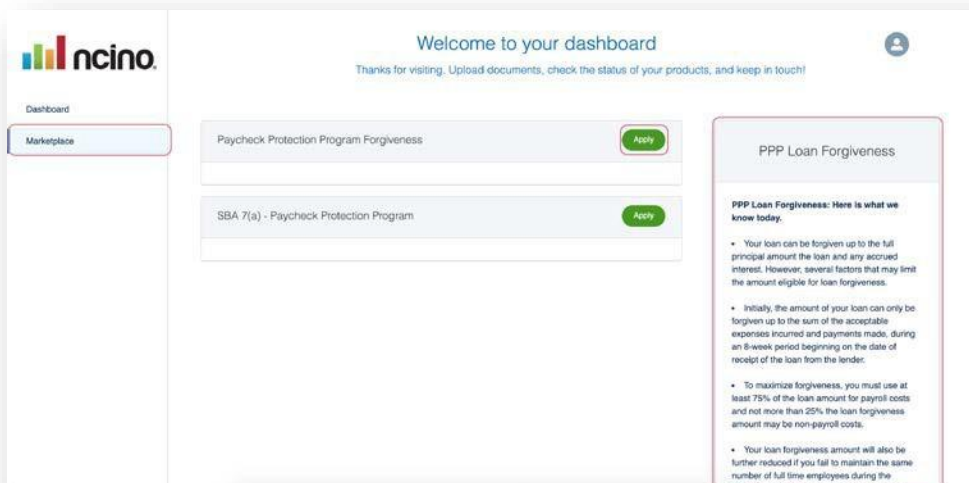 ncino.
Welcome to your dashboard
Thanks for visiting. Upload documents, check the status of your products, and keep in touch!
Dashboard
Marketplace
Paycheck Protection Program Forgiveness
Apply
SBA 7(a) - Paycheck Protection Program
Apply
PPP Loan Forgiveness
PPP Loan Forgiveness: Here is what we
know today.
• Your loan can be forgiven up to the full
principal amount the loan and any accrued
interest. However, several factors that may limit
the amount eligible for loan forgiveness.
• Initially, the amount of your loan can only be
forgiven up to the sum of the acceptable
expenses incurred and payments made, during
an 8-week period beginning on the date of
receipt of the loan from the lender.
• To maximize forgiveness, you must use at
least 75% of the loan amount for payroll costs
and not more than 25% the loan forgiveness
amount may be non-payroll costs.
• Your loan forgiveness amount will also be
further reduced if you fail to maintain the same
number of full time employees during the